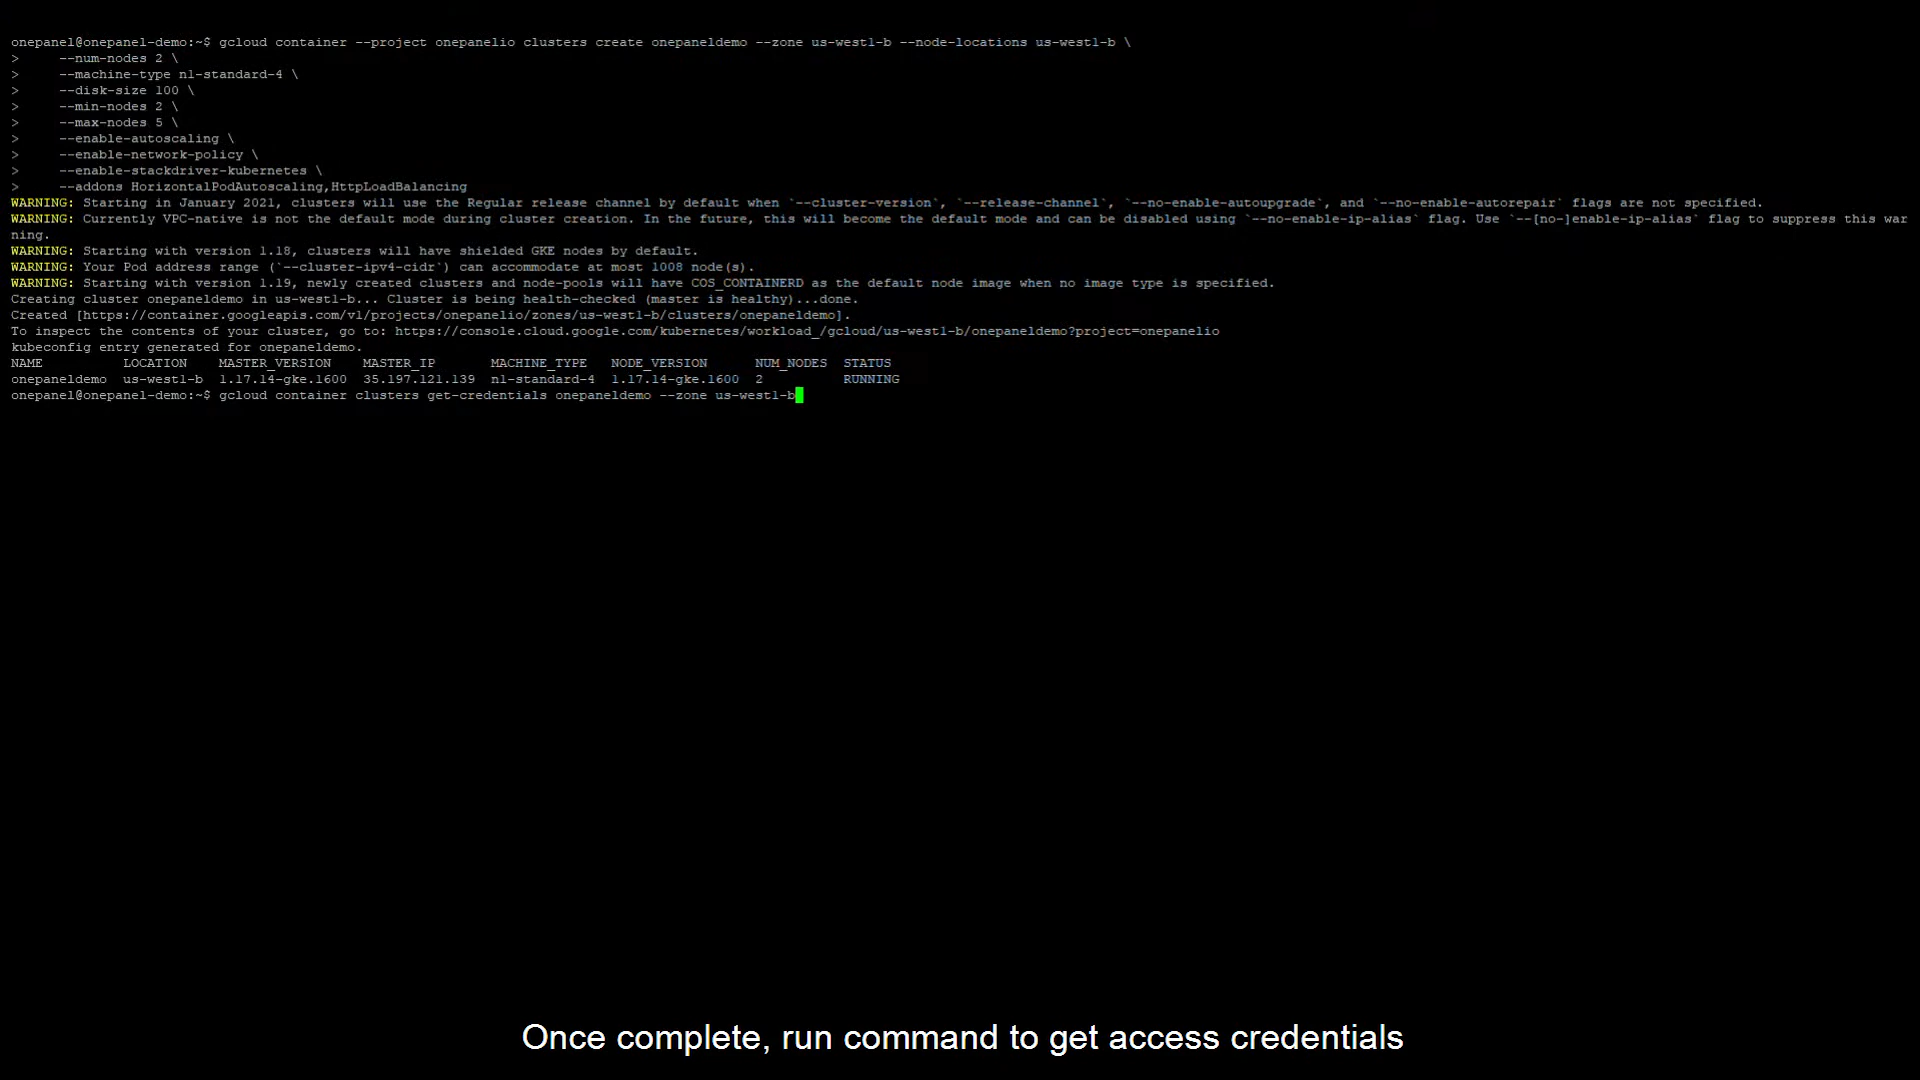 onepanel@onepanel-demo:~$ gcloud container --project onepanelio clusters create onepaneldemo --zone us-west1-b --node-locations us-west1-b \
>     --num-nodes 2 \
>     --machine-type n1-standard-4 \
>     --disk-size 100 \
>     --min-nodes 2 \
>     --max-nodes 5 \
>     --enable-autoscaling \
>     --enable-network-policy \
>     --enable-stackdriver-kubernetes \
>     --addons HorizontalPodAutoscaling,HttpLoadBalancing
WARNING: Starting in January 2021, clusters will use the Regular release channel by default when `--cluster-version`, `--release-channel`, `--no-enable-autoupgrade`, and `--no-enable-autorepair` flags are not specified.
WARNING: Currently VPC-native is not the default mode during cluster creation. In the future, this will become the default mode and can be disabled using `--no-enable-ip-alias` flag. Use `--[no-]enable-ip-alias` flag to suppress this war
ning.
WARNING: Starting with version 1.18, clusters will have shielded GKE nodes by default.
WARNING: Your Pod address range (`--cluster-ipv4-cidr`) can accommodate at most 1008 node(s).
WARNING: Starting with version 1.19, newly created clusters and node-pools will have COS_CONTAINERD as the default node image when no image type is specified.
Creating cluster onepaneldemo in us-west1-b... Cluster is being health-checked (master is healthy)...done.
Created [https://container.googleapis.com/v1/projects/onepanelio/zones/us-west1-b/clusters/onepaneldemo].
To inspect the contents of your cluster, go to: https://console.cloud.google.com/kubernetes/workload_/gcloud/us-west1-b/onepaneldemo?project=onepanelio
kubeconfig entry generated for onepaneldemo.
NAME          LOCATION    MASTER_VERSION    MASTER_IP       MACHINE_TYPE   NODE_VERSION      NUM_NODES  STATUS
onepaneldemo  us-west1-b  1.17.14-gke.1600  35.197.121.139  n1-standard-4  1.17.14-gke.1600  2          RUNNING
onepanel@onepanel-demo:~$ gcloud container clusters get-credentials onepaneldemo --zone us-west1-b
Once complete, run command to get access credentials